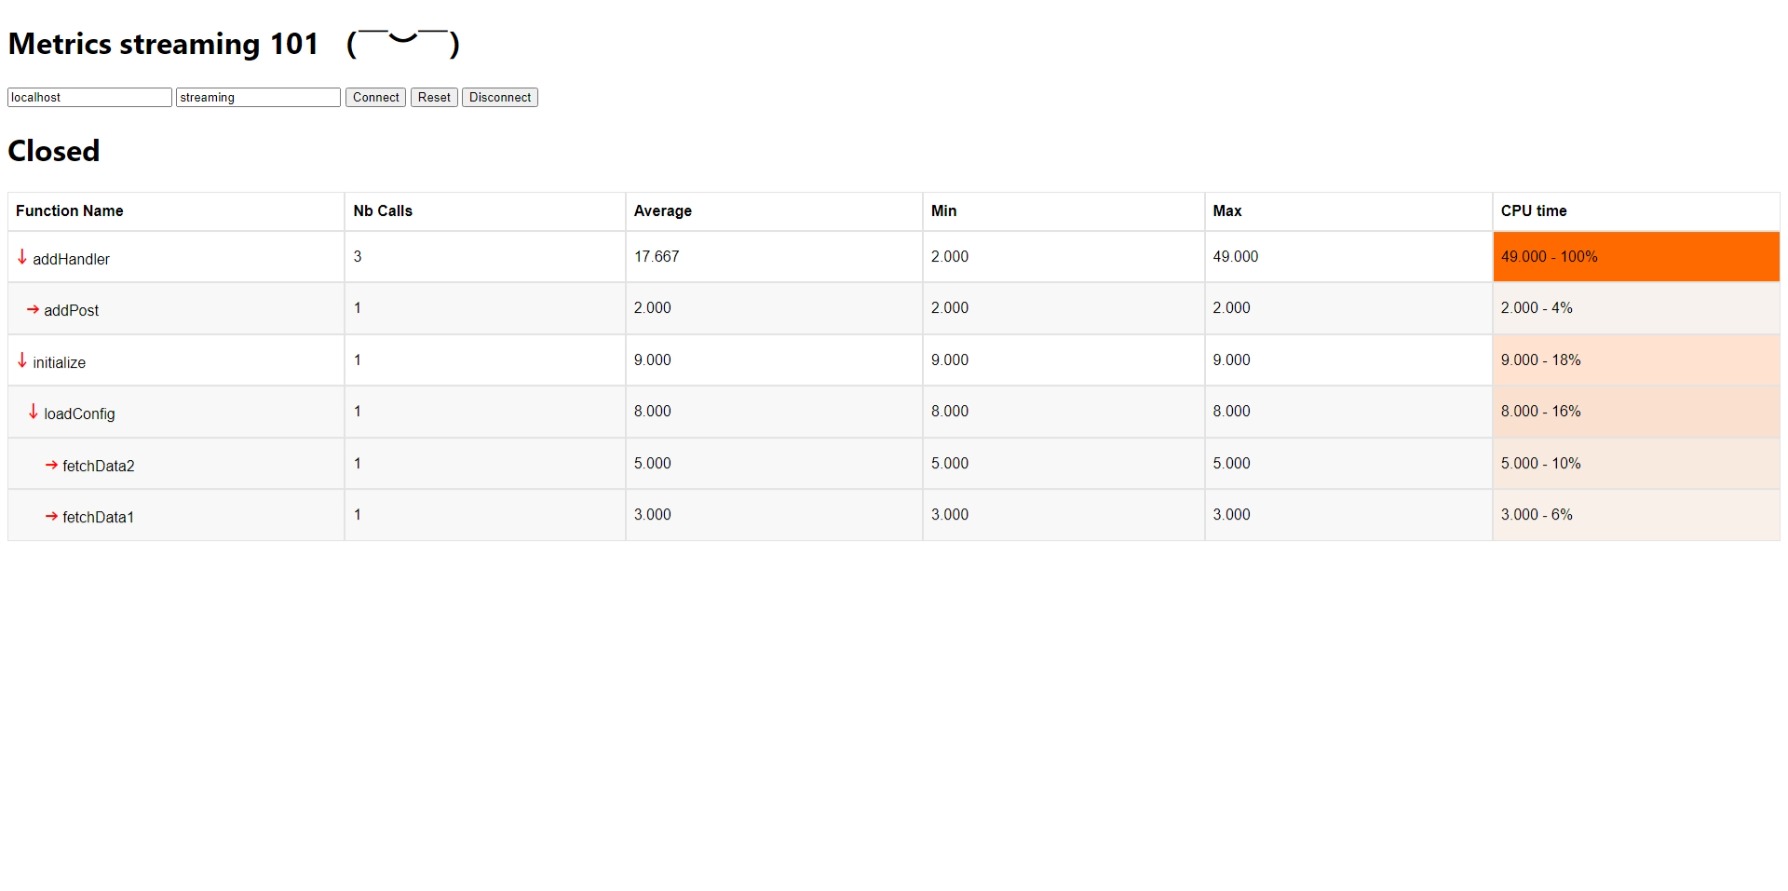 Metrics streaming 101 (￣︶￣)
localhost streaming Connect Reset Disconnect
Closed
Function Name Nb Calls Average Min Max CPU time
↓ addHandler 3 17.667 2.000 49.000 49.000 - 100%
→ addPost 1 2.000 2.000 2.000 2.000 - 4%
↓ initialize 1 9.000 9.000 9.000 9.000 - 18%
↓ loadConfig 1 8.000 8.000 8.000 8.000 - 16%
→ fetchData2 1 5.000 5.000 5.000 5.000 - 10%
→ fetchData1 1 3.000 3.000 3.000 3.000 - 6%